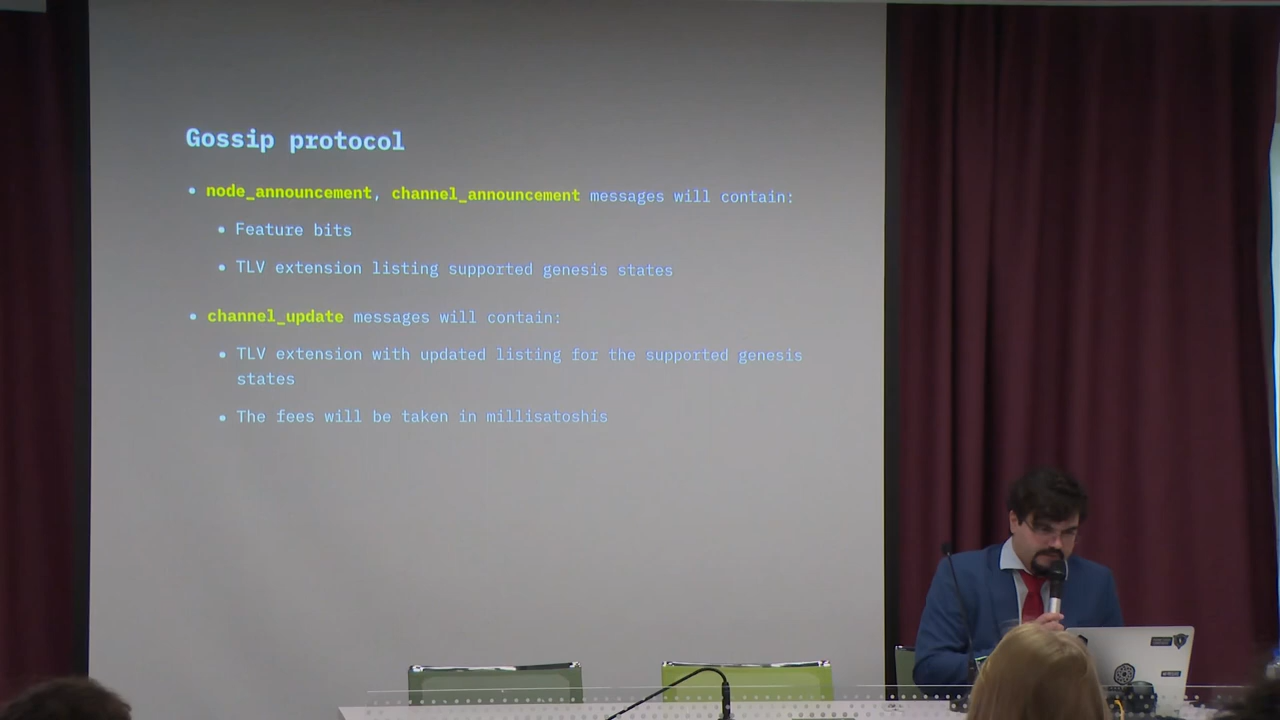 Gossip protocol
• node_announcement, channel_announcement messages will contain:
• Feature bits
• TLV extension listing supported genesis states
• channel_update messages will contain:
• TLV extension with updated listing for the supported genesis
states
• The fees will be taken in millisatoshis